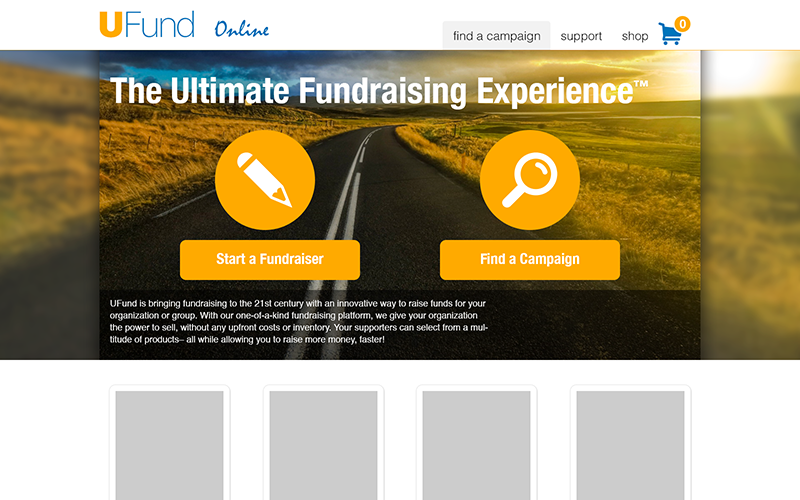 UFund Online
find a campaign support shop 0
The Ultimate Fundraising Experience™
Start a Fundraiser
Find a Campaign
UFund is bringing fundraising to the 21st century with an innovative way to raise funds for your
organization or group. With our one-of-a-kind fundraising platform, we give your organization
the power to sell, without any upfront costs or inventory. Your supporters can select from a mul-
titude of products– all while allowing you to raise more money, faster!